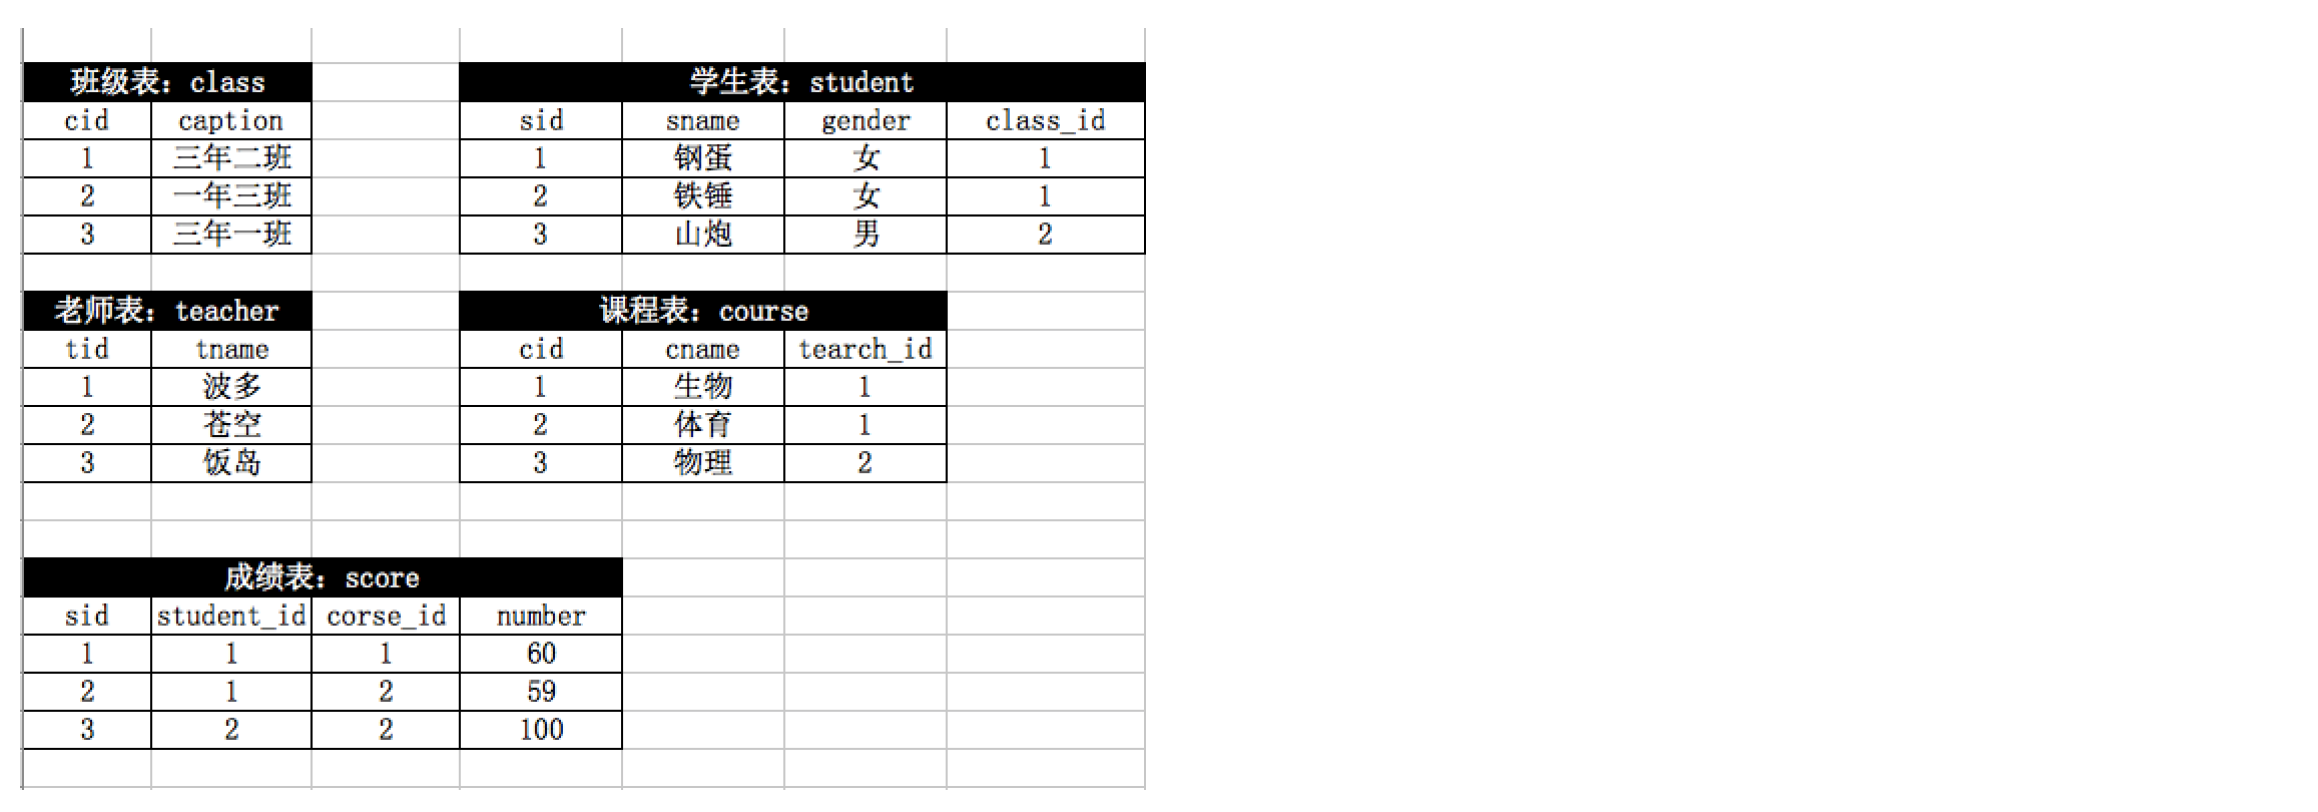 班级表：class 学生表：student
cid caption sid sname gender class_id
1 三年二班 1 钢蛋 女 1
2 一年三班 2 铁锤 女 1
3 三年一班 3 山炮 男 2
老师表：teacher 课程表：course
tid tname cid cname tearch_id
1 波多 1 生物 1
2 苍空 2 体育 1
3 饭岛 3 物理 2
成绩表：score
sid student_id corse_id number
1 1 1 60
2 1 2 59
3 2 2 100